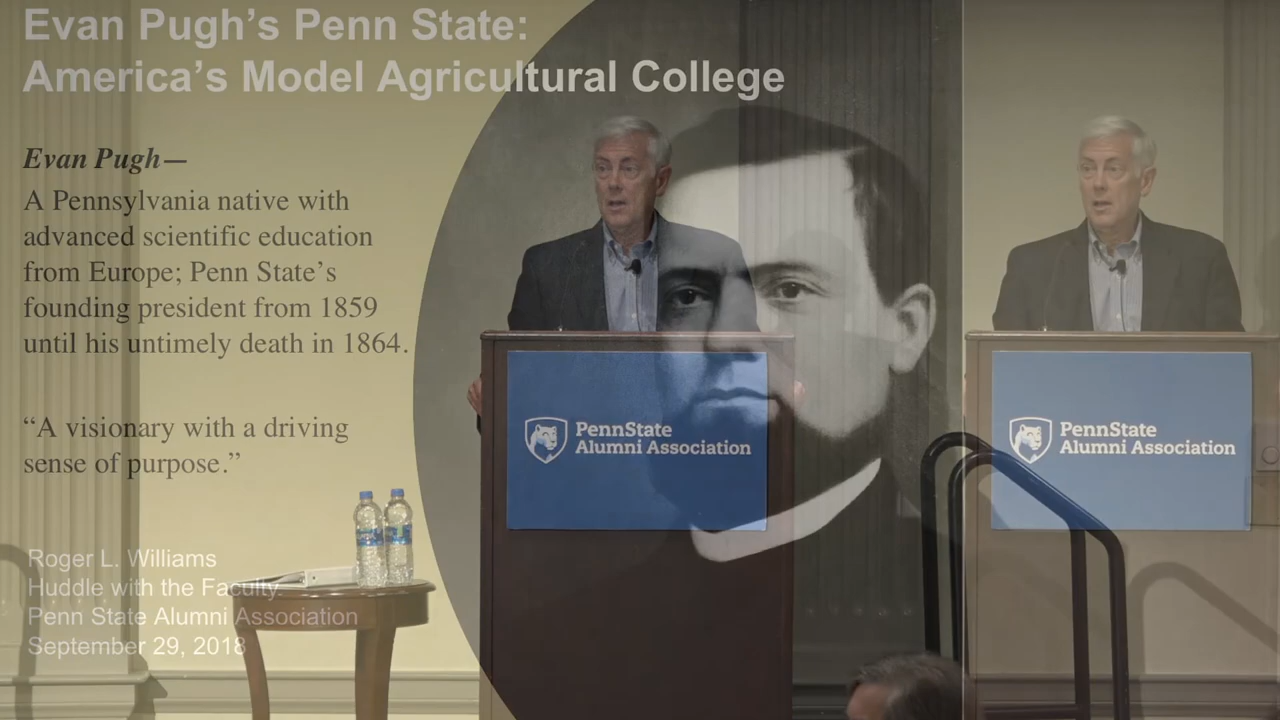 Evan Pugh’s Penn State:
America’s Model Agricultural College
Evan Pugh—
A Pennsylvania native with
advanced scientific education
from Europe; Penn State’s
founding president from 1859
until his untimely death in 1864.
“A visionary with a driving
sense of purpose.”
Roger L. Williams
Huddle with the Faculty
Penn State Alumni Association
September 29, 2018
PennState
Alumni Association
PennState
Alumni Association